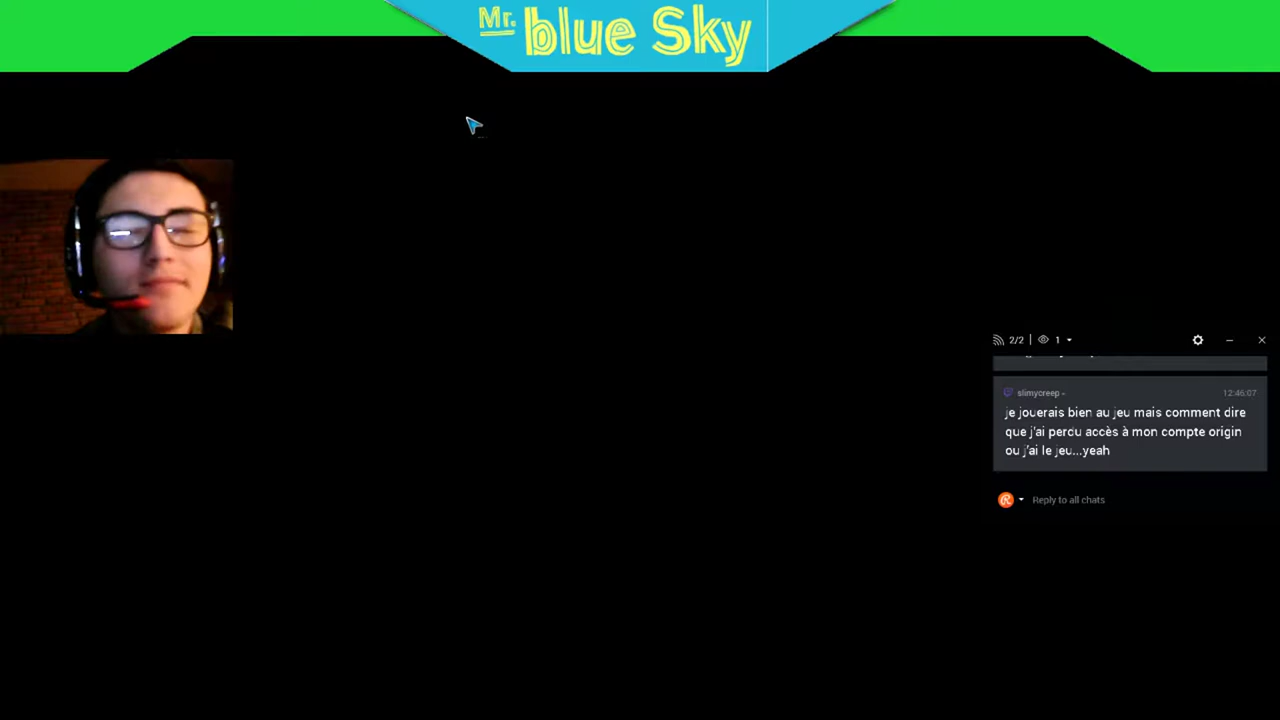 Mr. blue Sky
2/2 | 1
slimycreep 12:46:07
je jouerais bien au jeu mais comment dire
que j'ai perdu accès à mon compte origin
ou j'ai le jeu...yeah
Reply to all chats